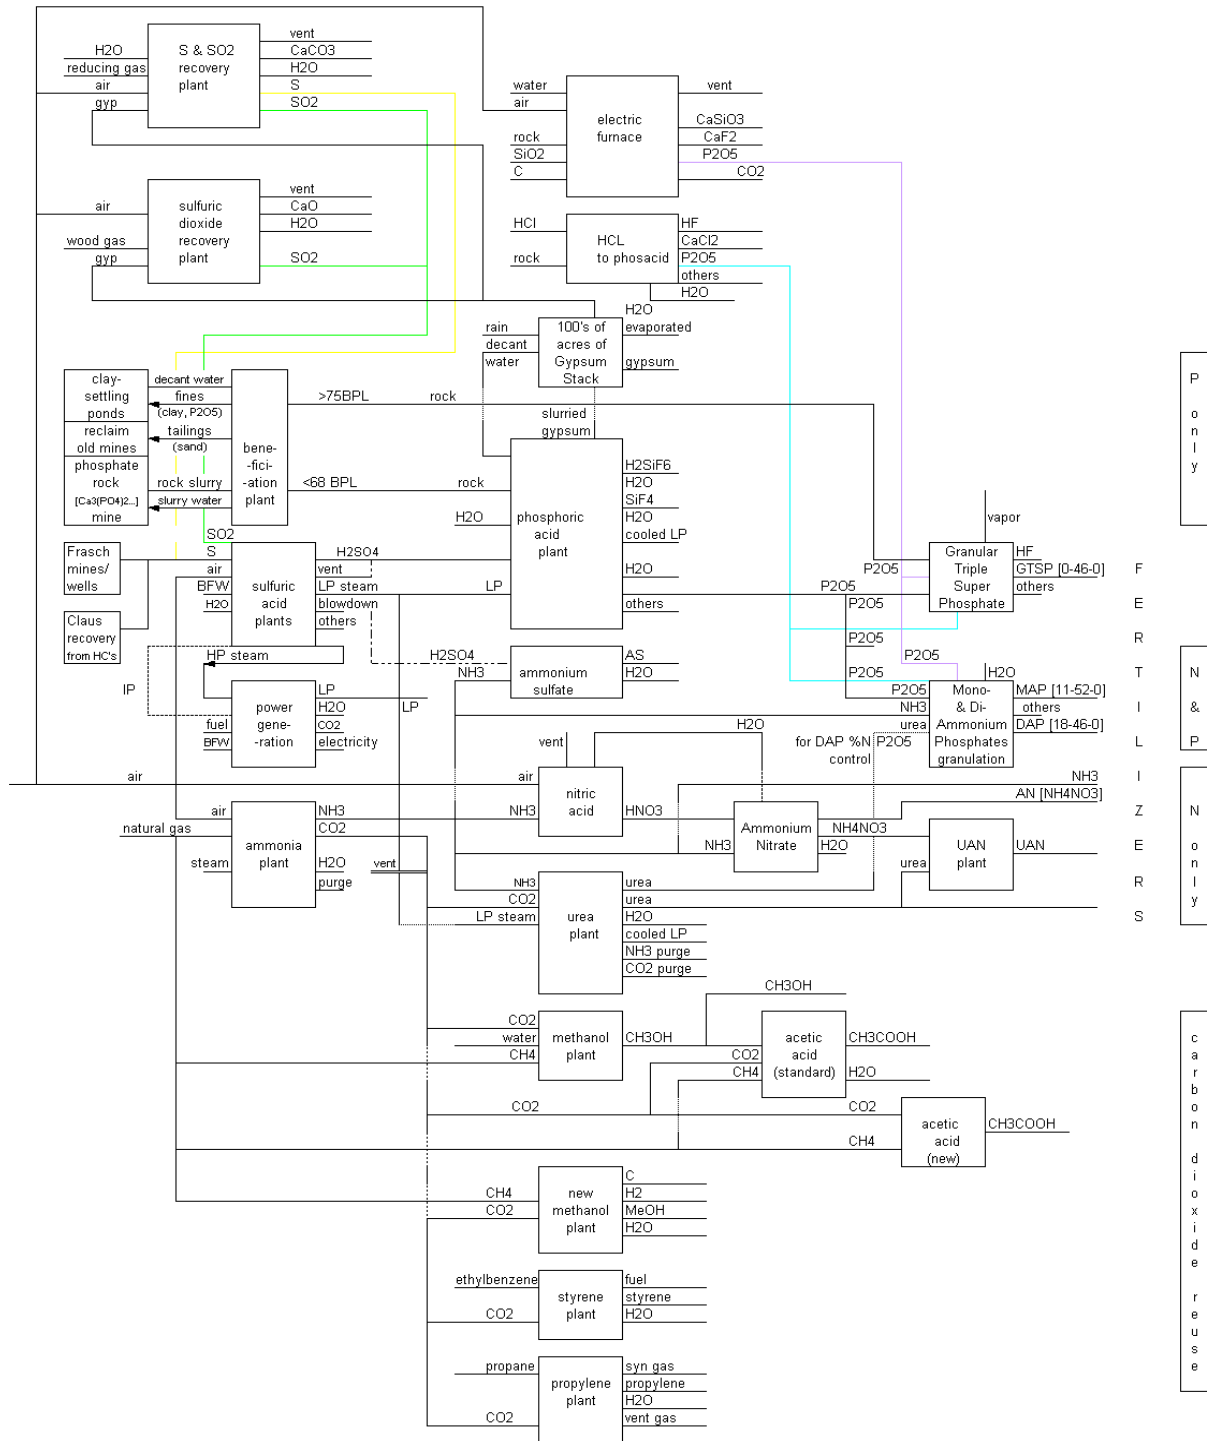 vent
H2O
S & SO2
recovery
plant
CaCO3
reducing gas
H2O
air
S
gyp
SO2
water
electric
furnace
vent
air
CaSiO3
rock
CaF2
SiO2
P2O5
C
CO2
air
sulfuric
dioxide
recovery
plant
vent
CaO
H2O
wood gas
gyp
SO2
HCl
HCL
to phosacid
HF
CaCl2
rock
P2O5
others
H2O
H2O
rain
100's of
acres of
Gypsum
Stack
evaporated
decant
water
gypsum
slurried
gypsum
clay-
settling
ponds
decant water
fines
(clay, P2O5)
reclaim
old mines
tailings
(sand)
phosphate
rock
[Ca3(PO4)2...]
mine
rock slurry
slurry water
bene-
-fici-
-ation
plant
>75BPL
rock
<68 BPL
rock
H2O
phosphoric
acid
plant
H2SiF6
H2O
SiF4
H2O
cooled LP
H2O
others
LP
SO2
Frasch
mines/
wells
Claus
recovery
from HC's
S
air
BFW
H2O
sulfuric
acid
plants
H2SO4
vent
LP steam
blowdown
others
HP steam
IP
H2SO4
NH3
ammonium
sulfate
AS
H2O
vapor
P2O5
P2O5
P2O5
Granular
Triple
Super
Phosphate
HF
GTSP [0-46-0]
others
P2O5
P2O5
P2O5
P2O5
NH3
urea
H2O
Mono-
& Di-
Ammonium
Phosphates
granulation
MAP [11-52-0]
others
DAP [18-46-0]
for DAP %N
control
P2O5
fuel
BFW
power
gene-
-ration
LP
H2O
CO2
electricity
LP
H2O
vent
air
air
NH3
nitric
acid
HNO3
NH3
AN [NH4NO3]
air
natural gas
steam
ammonia
plant
NH3
CO2
H2O
purge
vent
NH3
Ammonium
Nitrate
NH4NO3
H2O
urea
UAN
plant
UAN
NH3
CO2
LP steam
urea
plant
urea
urea
H2O
cooled LP
NH3 purge
CO2 purge
CH3OH
CO2
water
CH4
methanol
plant
CH3OH
CO2
CH4
acetic
acid
(standard)
CH3COOH
H2O
CO2
CO2
CH4
acetic
acid
(new)
CH3COOH
CH4
CO2
new
methanol
plant
C
H2
MeOH
H2O
ethylbenzene
CO2
styrene
plant
fuel
styrene
H2O
propane
CO2
propylene
plant
syn gas
propylene
H2O
vent gas
FERTILIZERS
P only
N & P
N only
carbon dioxide reuse